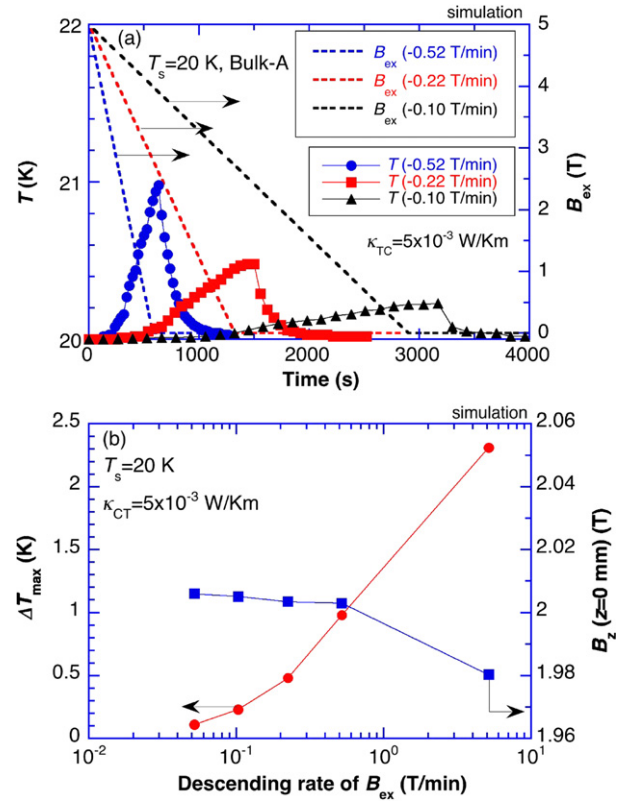 simulation
(a)
T_s=20 K, Bulk-A
B_ex (-0.52 T/min)
B_ex (-0.22 T/min)
B_ex (-0.10 T/min)
T (-0.52 T/min)
T (-0.22 T/min)
T (-0.10 T/min)
κ_TC=5x10^-3 W/Km
T (K)
22
21
20
B_ex (T)
5
4
3
2
1
0
0
1000
2000
3000
4000
Time (s)
simulation
(b)
T_s=20 K
κ_CT=5x10^-3 W/Km
ΔT_max (K)
2.5
2
1.5
1
0.5
0
B_z (z=0 mm) (T)
2.06
2.04
2.02
2
1.98
1.96
10^-2
10^-1
10^0
10^1
Descending rate of B_ex (T/min)